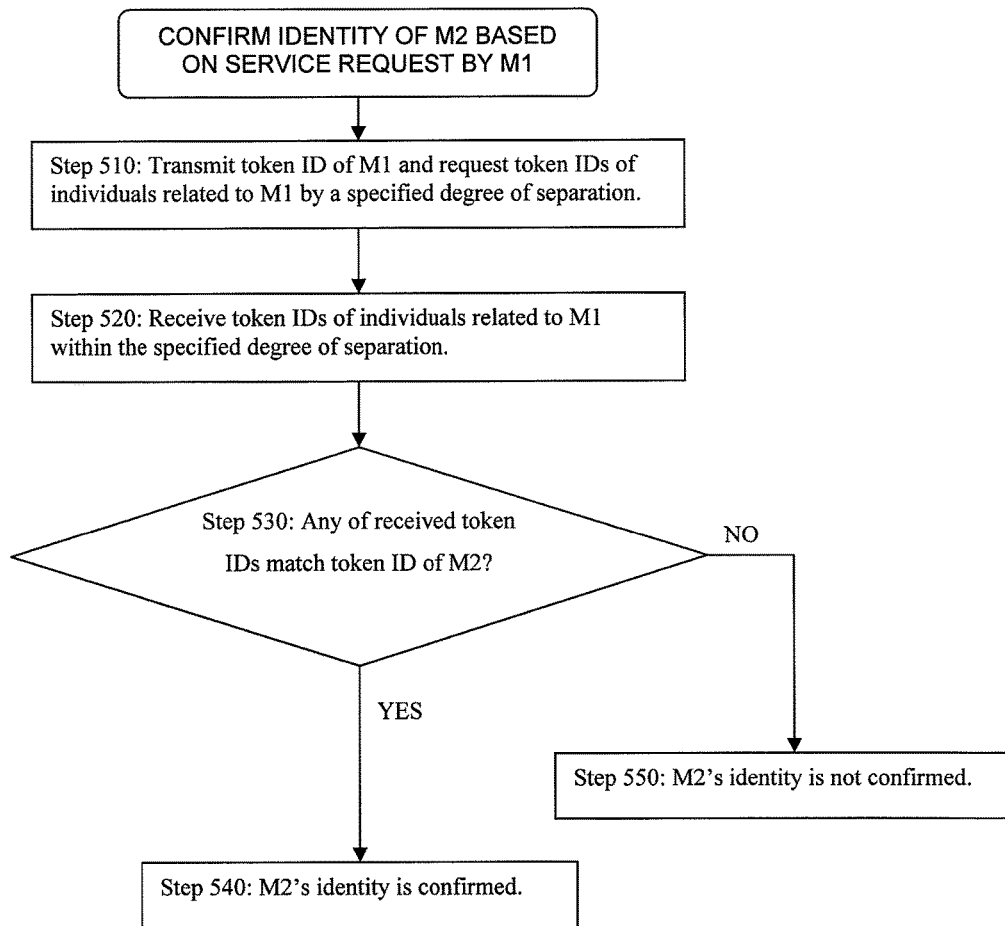 CONFIRM IDENTITY OF M2 BASED
ON SERVICE REQUEST BY M1
Step 510: Transmit token ID of M1 and request token IDs of
individuals related to M1 by a specified degree of separation.
Step 520: Receive token IDs of individuals related to M1
within the specified degree of separation.
Step 530: Any of received token
IDs match token ID of M2?
NO
YES
Step 550: M2’s identity is not confirmed.
Step 540: M2’s identity is confirmed.